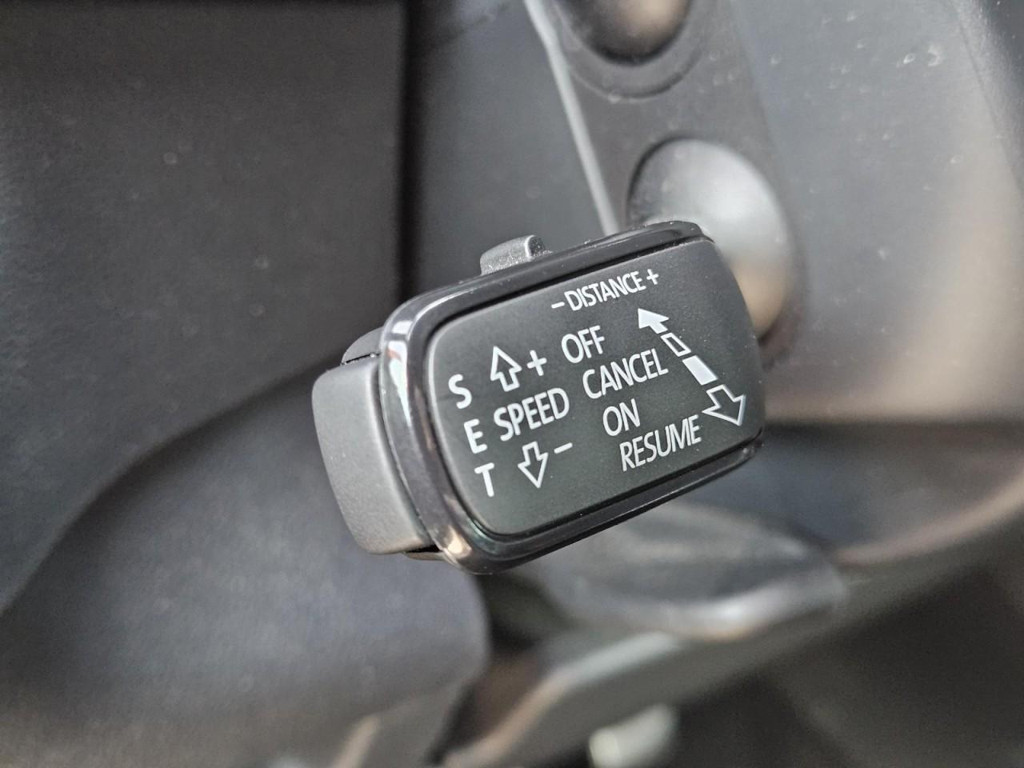 − DISTANCE +
S
E
T
+
SPEED
−
OFF
CANCEL
ON
RESUME